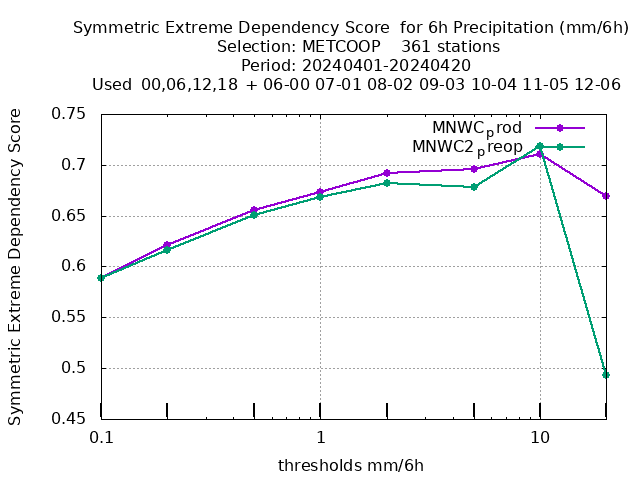 Symmetric Extreme Dependency Score  for 6h Precipitation (mm/6h)
Selection: METCOOP    361 stations
Period: 20240401-20240420
Used  00,06,12,18  + 06-00 07-01 08-02 09-03 10-04 11-05 12-06
Symmetric Extreme Dependency Score
0.75
0.7
0.65
0.6
0.55
0.5
0.45
MNWCprod
MNWC2preop
0.1 1 10
thresholds mm/6h